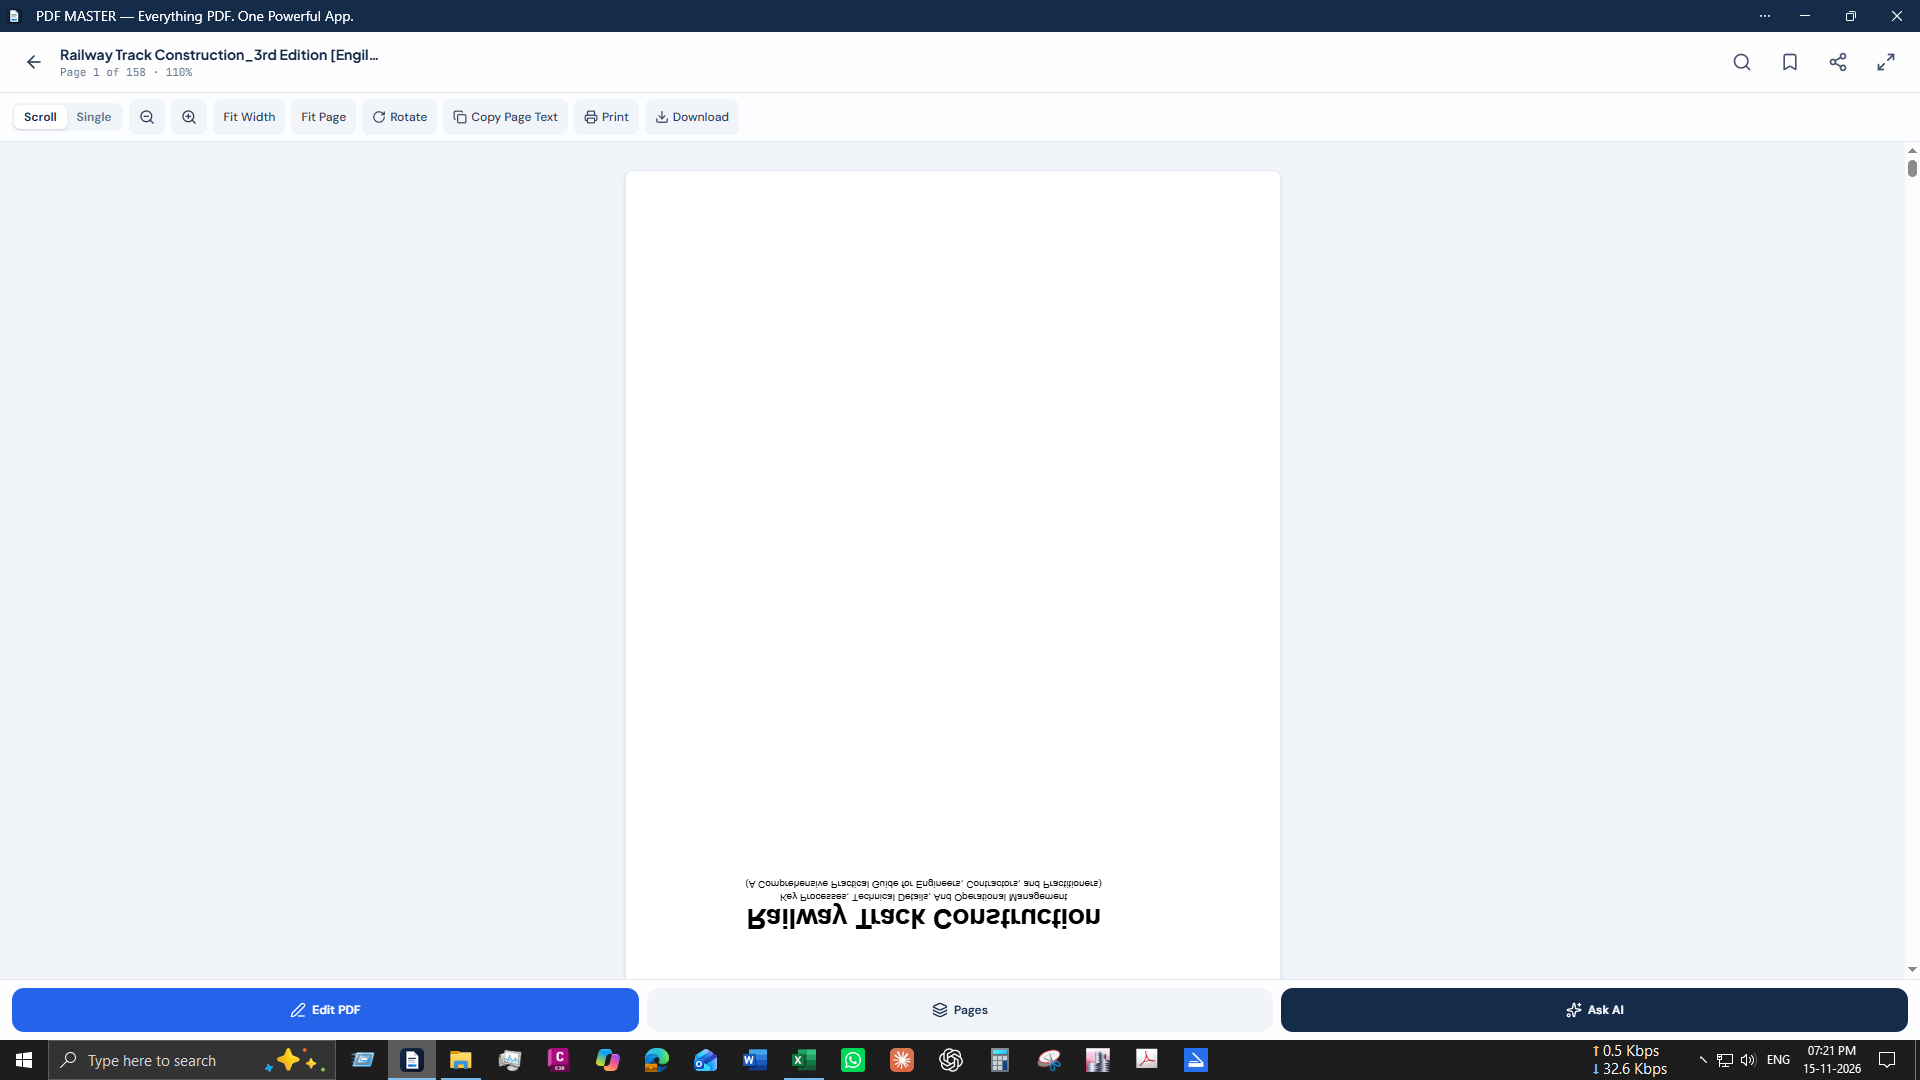 PDF MASTER — Everything PDF. One Powerful App.
Railway Track Construction_3rd Edition [Engil...
Page 1 of 158 · 110%
Scroll
Single
Fit Width
Fit Page
Rotate
Copy Page Text
Print
Download
(A Comprehensive Practical Guide for Engineers, Contractors, and Practitioners)
Key Processes, Technical Details, And Operational Management
Railway Track Construction
Edit PDF
Pages
Ask AI
Type here to search
C
C3D
↑ 0.5 Kbps
↓ 32.6 Kbps
ENG
07:21 PM
15-11-2026